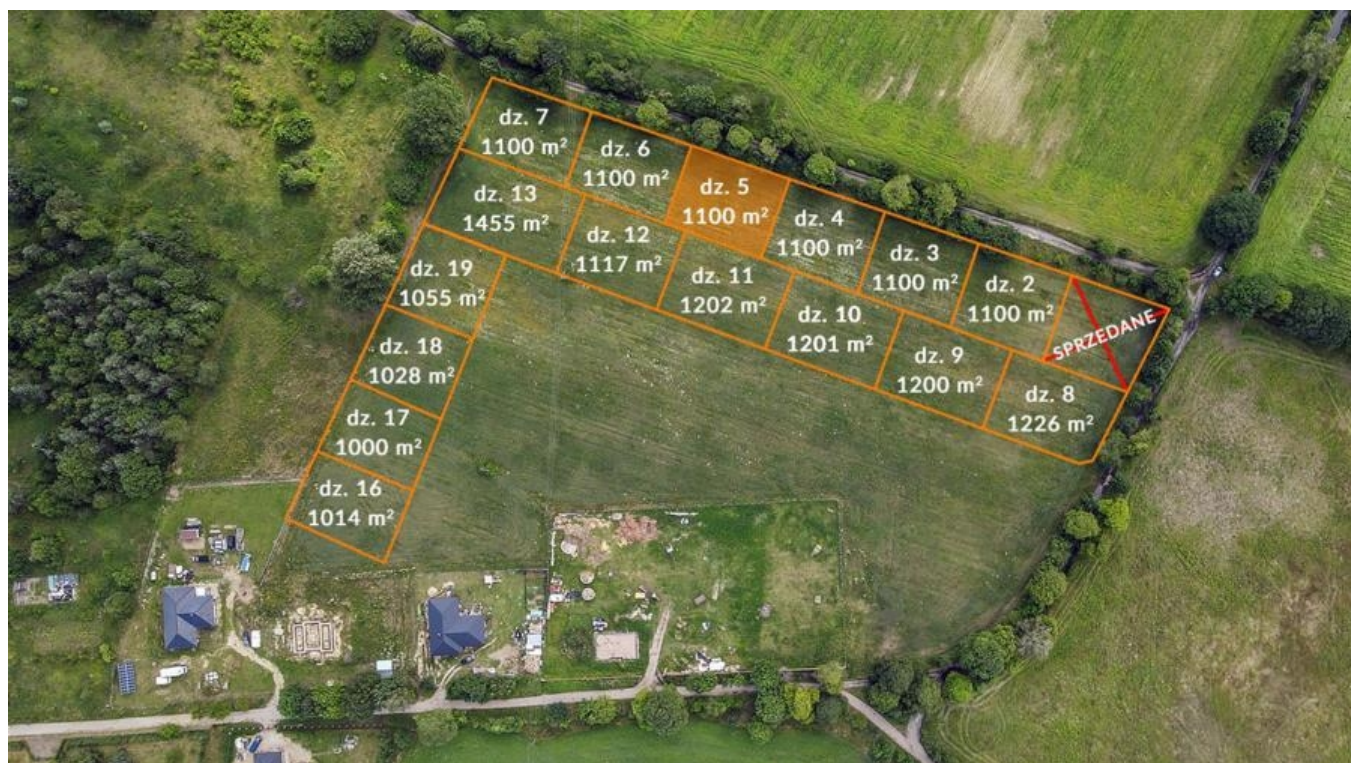 dz. 7
1100 m²
dz. 6
1100 m²
dz. 5
1100 m²
dz. 4
1100 m²
dz. 3
1100 m²
dz. 2
1100 m²
SPRZEDANE
dz. 13
1455 m²
dz. 12
1117 m²
dz. 11
1202 m²
dz. 10
1201 m²
dz. 9
1200 m²
dz. 8
1226 m²
dz. 19
1055 m²
dz. 18
1028 m²
dz. 17
1000 m²
dz. 16
1014 m²